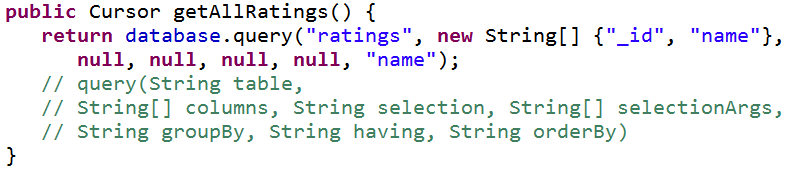 public Cursor getAllRatings() {
   return database.query("ratings", new String[] {"_id", "name"},
      null, null, null, null, "name");
   // query(String table,
   // String[] columns, String selection, String[] selectionArgs,
   // String groupBy, String having, String orderBy)
}